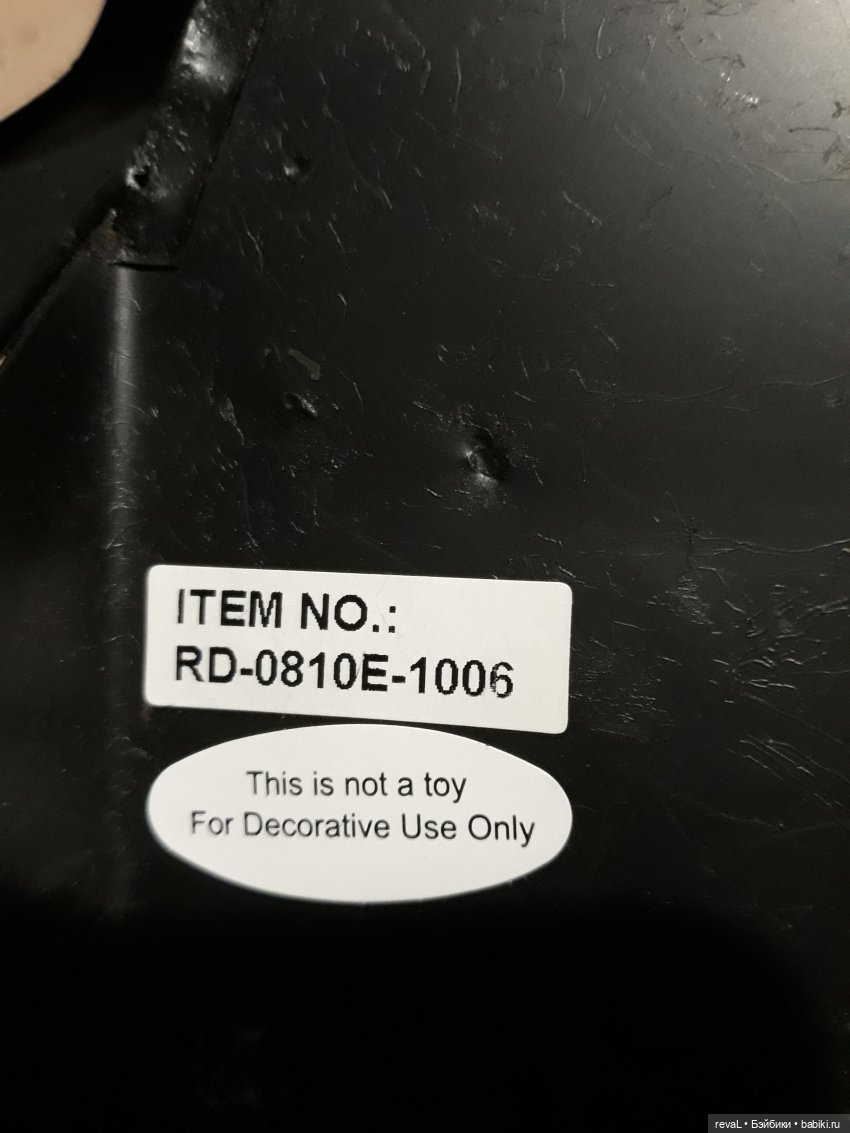 ITEM NO.:
RD-0810E-1006
This is not a toy
For Decorative Use Only
revaL • Бэйбики • babiki.ru